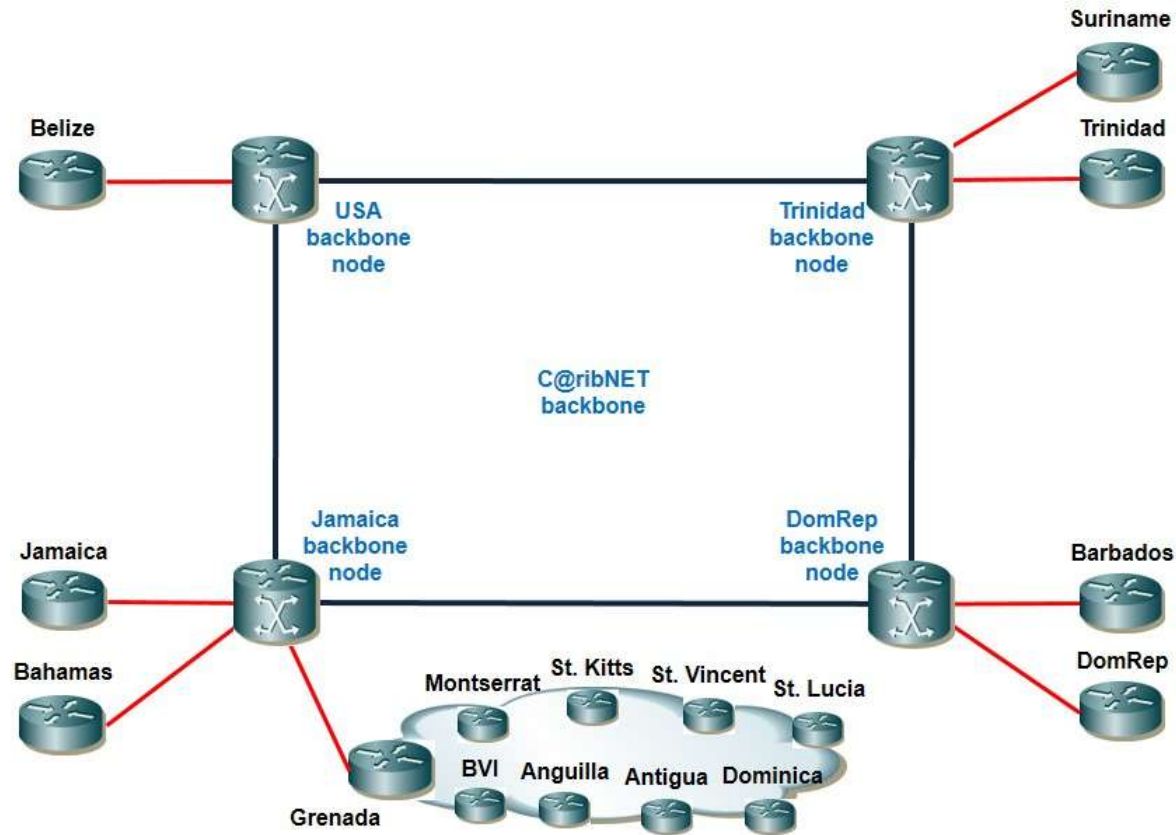 Suriname
Belize
Trinidad
USA
backbone
node
Trinidad
backbone
node
C@ribNET
backbone
Jamaica
backbone
node
DomRep
backbone
node
Jamaica
Barbados
Bahamas
DomRep
Montserrat
St. Kitts
St. Vincent
St. Lucia
BVI
Anguilla
Antigua
Dominica
Grenada